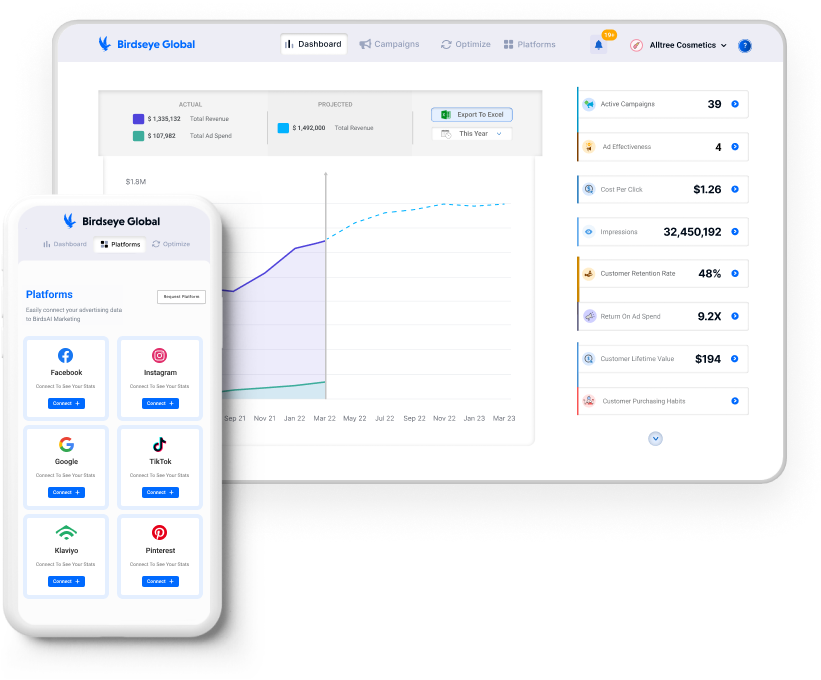 Birdseye Global
Dashboard
Campaigns
Optimize
Platforms
10+
Alltree Cosmetics
?
ACTUAL
$ 1,335,132 Total Revenue
$ 107,982 Total Ad Spend
PROJECTED
$ 1,492,000 Total Revenue
Export To Excel
This Year
$1.8M
Sep 21 Nov 21 Jan 22 Mar 22 May 22 Jul 22 Sep 22 Nov 22 Jan 23 Mar 23
Active Campaigns 39
Ad Effectiveness 4
Cost Per Click $1.26
Impressions 32,450,192
Customer Retention Rate 48%
Return On Ad Spend 9.2X
Customer Lifetime Value $194
Customer Purchasing Habits
Birdseye Global
Dashboard Platforms Optimize
Platforms
Request Platform
Easily connect your advertising data
to BirdsAI Marketing
Facebook
Connect To See Your Stats
Connect +
Instagram
Connect To See Your Stats
Connect +
Google
Connect To See Your Stats
Connect +
TikTok
Connect To See Your Stats
Connect +
Klaviyo
Connect To See Your Stats
Connect +
Pinterest
Connect To See Your Stats
Connect +